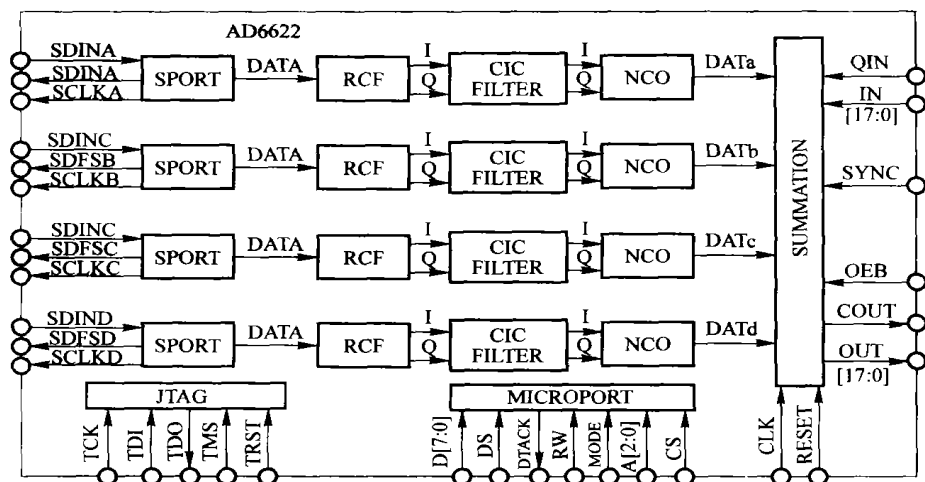 AD6622
SDINA
SDINA
SCLKA
SPORT
DATA
RCF
I
Q
CIC
FILTER
I
Q
NCO
DATa
SDINC
SDFSB
SCLKB
SPORT
DATA
RCF
I
Q
CIC
FILTER
I
Q
NCO
DATb
SDINC
SDFSC
SCLKC
SPORT
DATA
RCF
I
Q
CIC
FILTER
I
Q
NCO
DATc
SDIND
SDFSD
SCLKD
SPORT
DATA
RCF
I
Q
CIC
FILTER
I
Q
NCO
DATd
SUMMATION
QIN
IN
[17:0]
SYNC
OEB
COUT
OUT
[17:0]
JTAG
TCK
TDI
TDO
TMS
TRST
MICROPORT
D[7:0]
DS
DTACK
RW
MODE
A[2:0]
CS
CLK
RESET